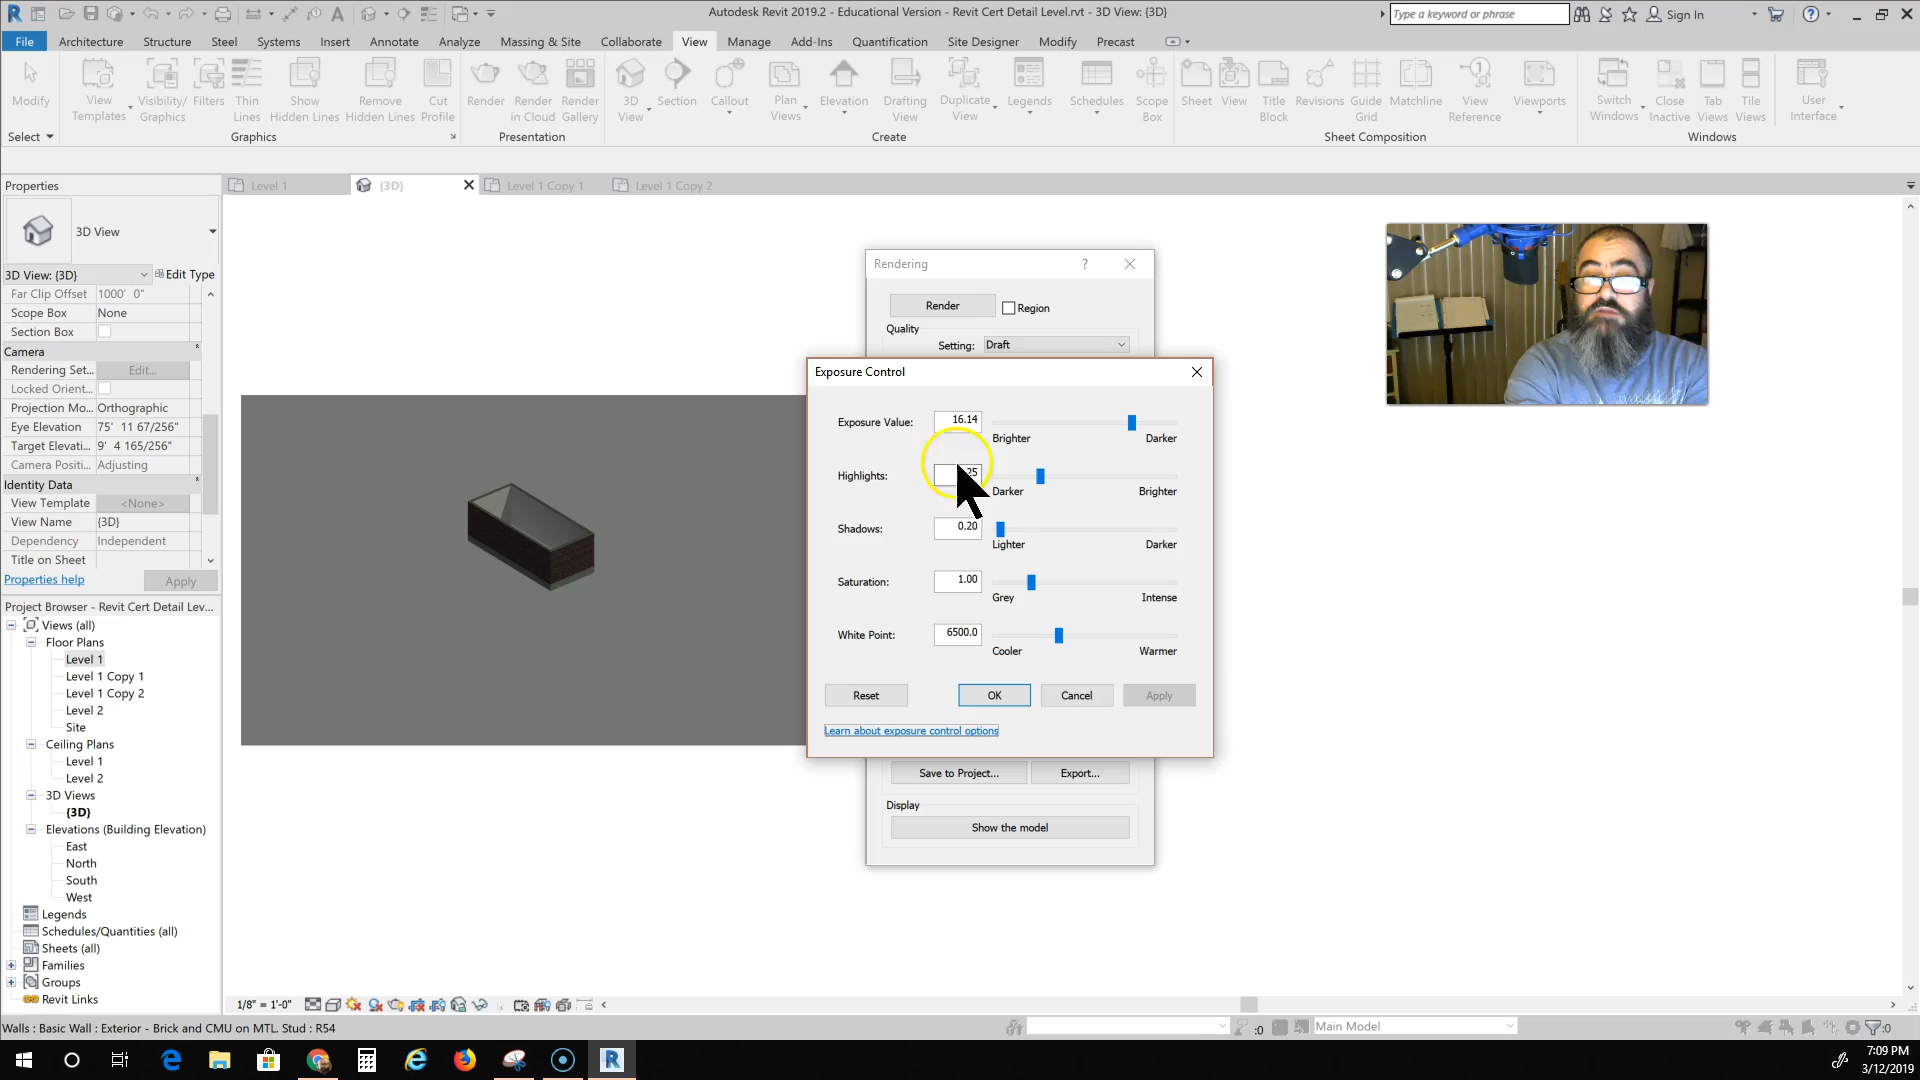 Autodesk Revit 2019.2 - Educational Version - Revit Cert Detail Level.rvt - 3D View: {3D}
Type a keyword or phrase
Sign In
File Architecture Structure Steel Systems Insert Annotate Analyze Massing & Site Collaborate View Manage Add-Ins Quantification Site Designer Modify Precast
Modify
View Templates
Visibility/ Graphics
Filters
Thin Lines
Show Hidden Lines
Remove Hidden Lines
Cut Profile
Render
Render in Cloud
Render Gallery
3D View
Section
Callout
Plan Views
Elevation
Drafting View
Duplicate View
Legends
Schedules
Scope Box
Sheet
View
Title Block
Revisions
Guide Grid
Matchline
View Reference
Viewports
Switch Windows
Close Inactive
Tab Views
Tile Views
User Interface
Select Graphics Presentation Create Sheet Composition Windows
Properties
Level 1 {3D} Level 1 Copy 1 Level 1 Copy 2
3D View
3D View: {3D} Edit Type
Far Clip Offset 1000' 0"
Scope Box None
Section Box
Camera
Rendering Set... Edit...
Locked Orient...
Projection Mo... Orthographic
Eye Elevation 75' 11 67/256"
Target Elevati... 9' 4 165/256"
Camera Positi... Adjusting
Identity Data
View Template <None>
View Name {3D}
Dependency Independent
Title on Sheet
Properties help Apply
Project Browser - Revit Cert Detail Lev...
Views (all)
Floor Plans
Level 1
Level 1 Copy 1
Level 1 Copy 2
Level 2
Site
Ceiling Plans
Level 1
Level 2
3D Views
{3D}
Elevations (Building Elevation)
East
North
South
West
Legends
Schedules/Quantities (all)
Sheets (all)
Families
Groups
Revit Links
Rendering ?
Render Region
Quality
Setting: Draft
Exposure Control
Exposure Value: 16.14
Brighter Darker
Highlights: 25
Darker Brighter
Shadows: 0.20
Lighter Darker
Saturation: 1.00
Grey Intense
White Point: 6500.0
Cooler Warmer
Reset OK Cancel Apply
Learn about exposure control options
Save to Project... Export...
Display
Show the model
1/8" = 1'-0"
Walls : Basic Wall : Exterior - Brick and CMU on MTL. Stud : R54
:0 Main Model :0
7:09 PM
3/12/2019